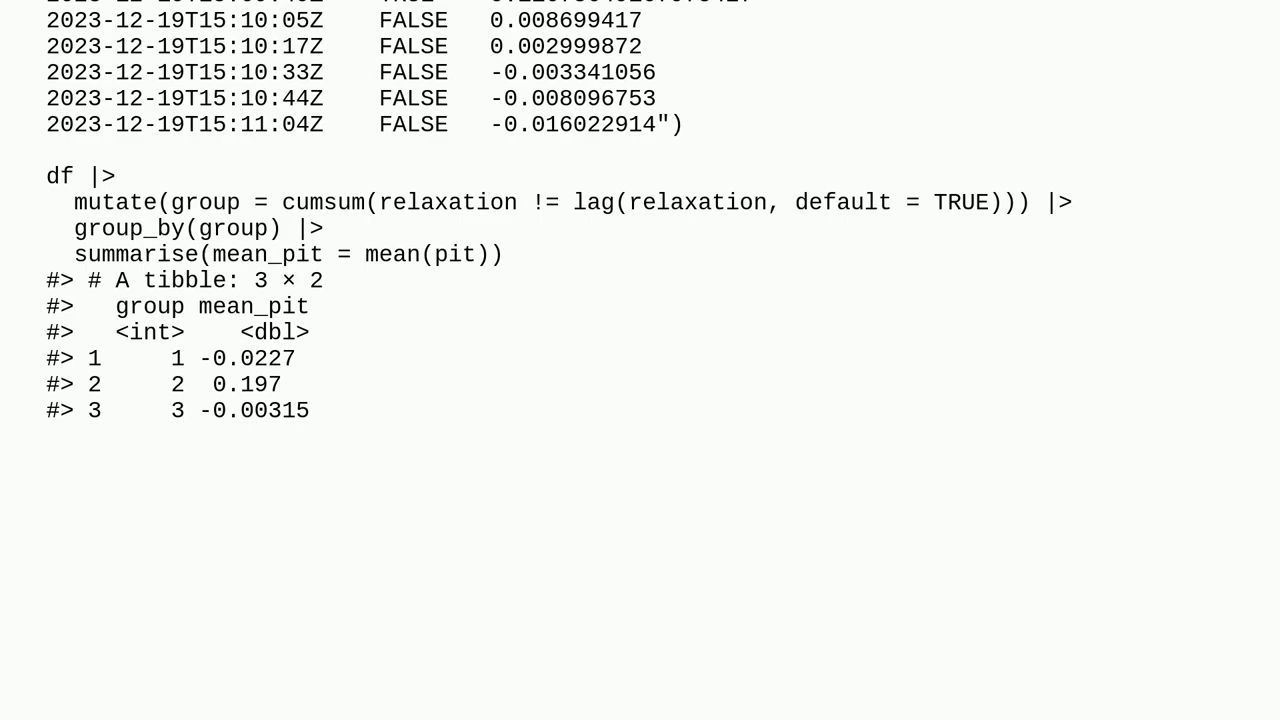 2023-12-19T15:10:05Z    FALSE   0.008699417
2023-12-19T15:10:17Z    FALSE   0.002999872
2023-12-19T15:10:33Z    FALSE   -0.003341056
2023-12-19T15:10:44Z    FALSE   -0.008096753
2023-12-19T15:11:04Z    FALSE   -0.016022914")

df |>
  mutate(group = cumsum(relaxation != lag(relaxation, default = TRUE))) |>
  group_by(group) |>
  summarise(mean_pit = mean(pit))
#> # A tibble: 3 × 2
#>   group mean_pit
#>   <int>    <dbl>
#> 1     1 -0.0227
#> 2     2  0.197
#> 3     3 -0.00315